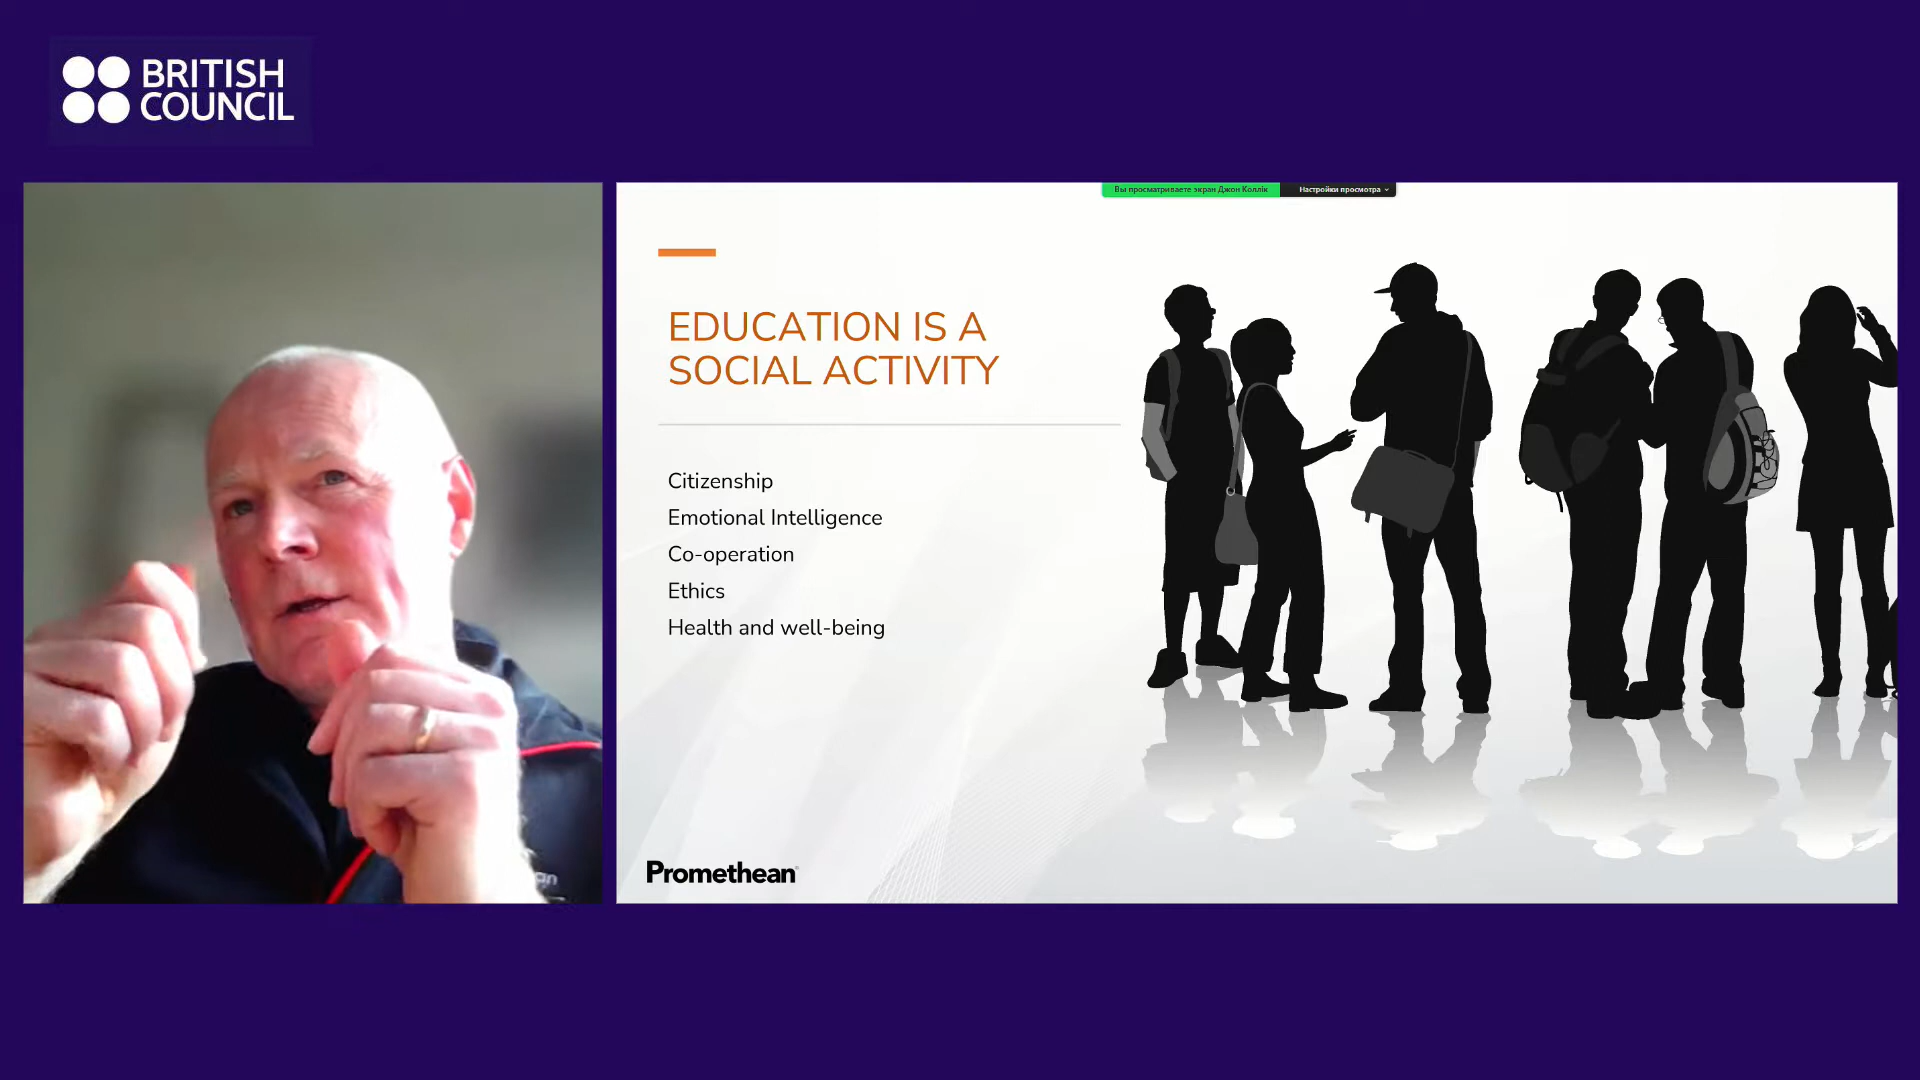 BRITISH
COUNCIL
Вы просматриваете экран Джон Коллік
Настройки просмотра
EDUCATION IS A
SOCIAL ACTIVITY
Citizenship
Emotional Intelligence
Co-operation
Ethics
Health and well-being
Promethean